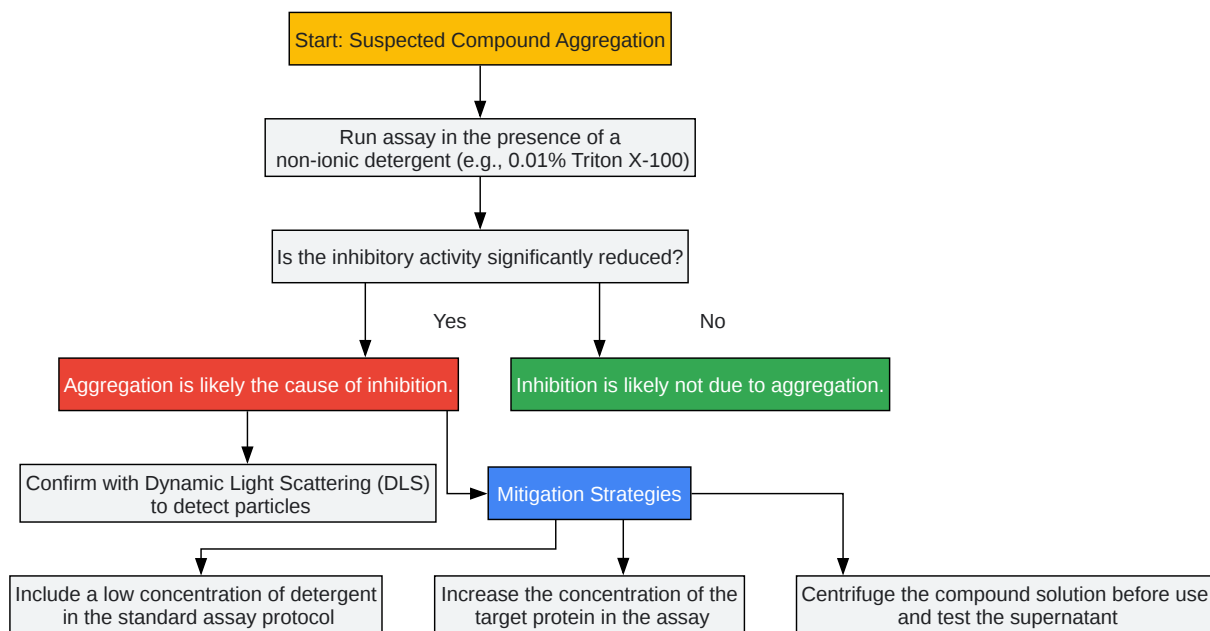 Start: Suspected Compound Aggregation
Run assay in the presence of a
non-ionic detergent (e.g., 0.01% Triton X-100)
Is the inhibitory activity significantly reduced?
Yes
No
Aggregation is likely the cause of inhibition.
Inhibition is likely not due to aggregation.
Confirm with Dynamic Light Scattering (DLS)
to detect particles
Mitigation Strategies
Include a low concentration of detergent
in the standard assay protocol
Increase the concentration of the
target protein in the assay
Centrifuge the compound solution before use
and test the supernatant